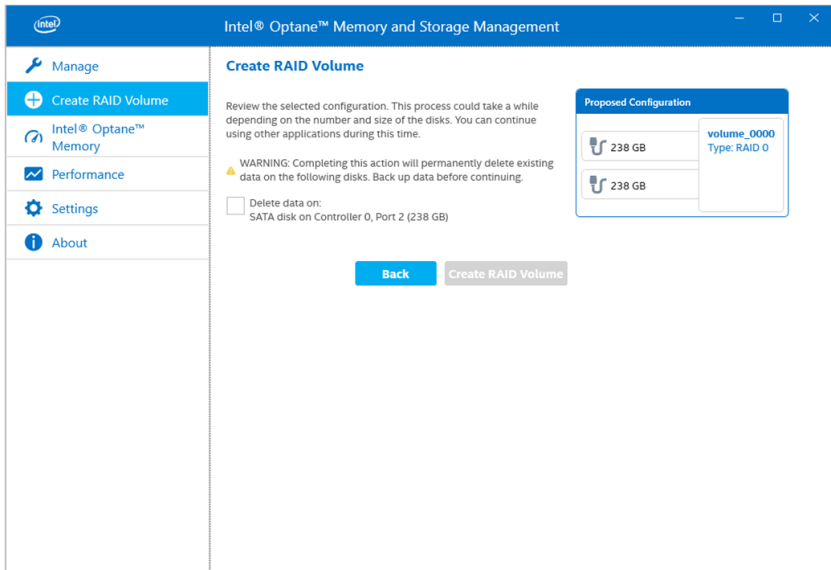 intel
Intel® Optane™ Memory and Storage Management
Manage
Create RAID Volume
Intel® Optane™
Memory
Performance
Settings
About
Create RAID Volume
Review the selected configuration. This process could take a while
depending on the number and size of the disks. You can continue
using other applications during this time.
WARNING: Completing this action will permanently delete existing
data on the following disks. Back up data before continuing.
Delete data on:
SATA disk on Controller 0, Port 2 (238 GB)
Back
Create RAID Volume
Proposed Configuration
238 GB
238 GB
volume_0000
Type: RAID 0